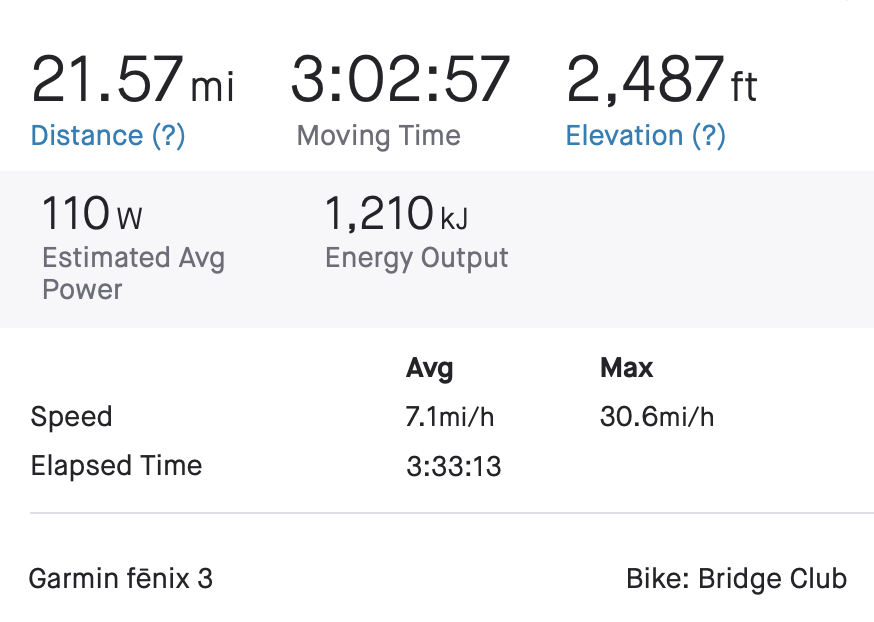 21.57 mi 3:02:57 2,487 ft
Distance (?) Moving Time Elevation (?)
110 W 1,210 kJ
Estimated Avg Energy Output
Power
Avg Max
Speed 7.1mi/h 30.6mi/h
Elapsed Time 3:33:13
Garmin fēnix 3 Bike: Bridge Club